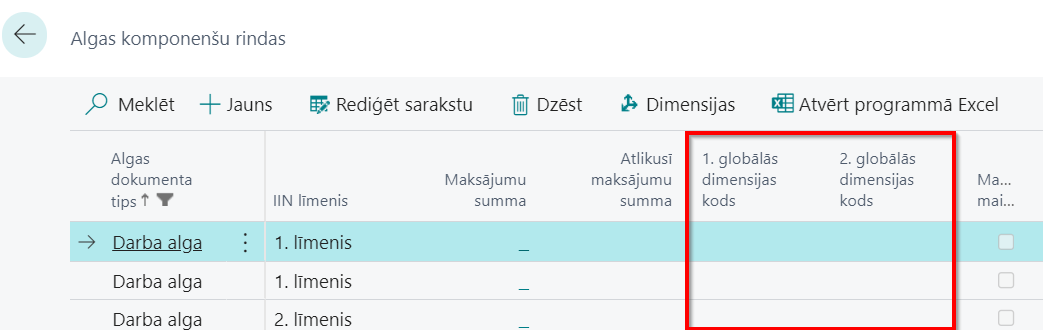 Algas komponenšu rindas
Meklēt Jauns Rediģēt sarakstu Dzēst Dimensijas Atvērt programmā Excel
Algas dokumenta tips
IIN līmenis
Maksājumu summa
Atlikusī maksājumu summa
1. globālās dimensijas kods
2. globālās dimensijas kods
Ma... mai...
Darba alga 1. līmenis _
Darba alga 1. līmenis _
Darba alga 2. līmenis _